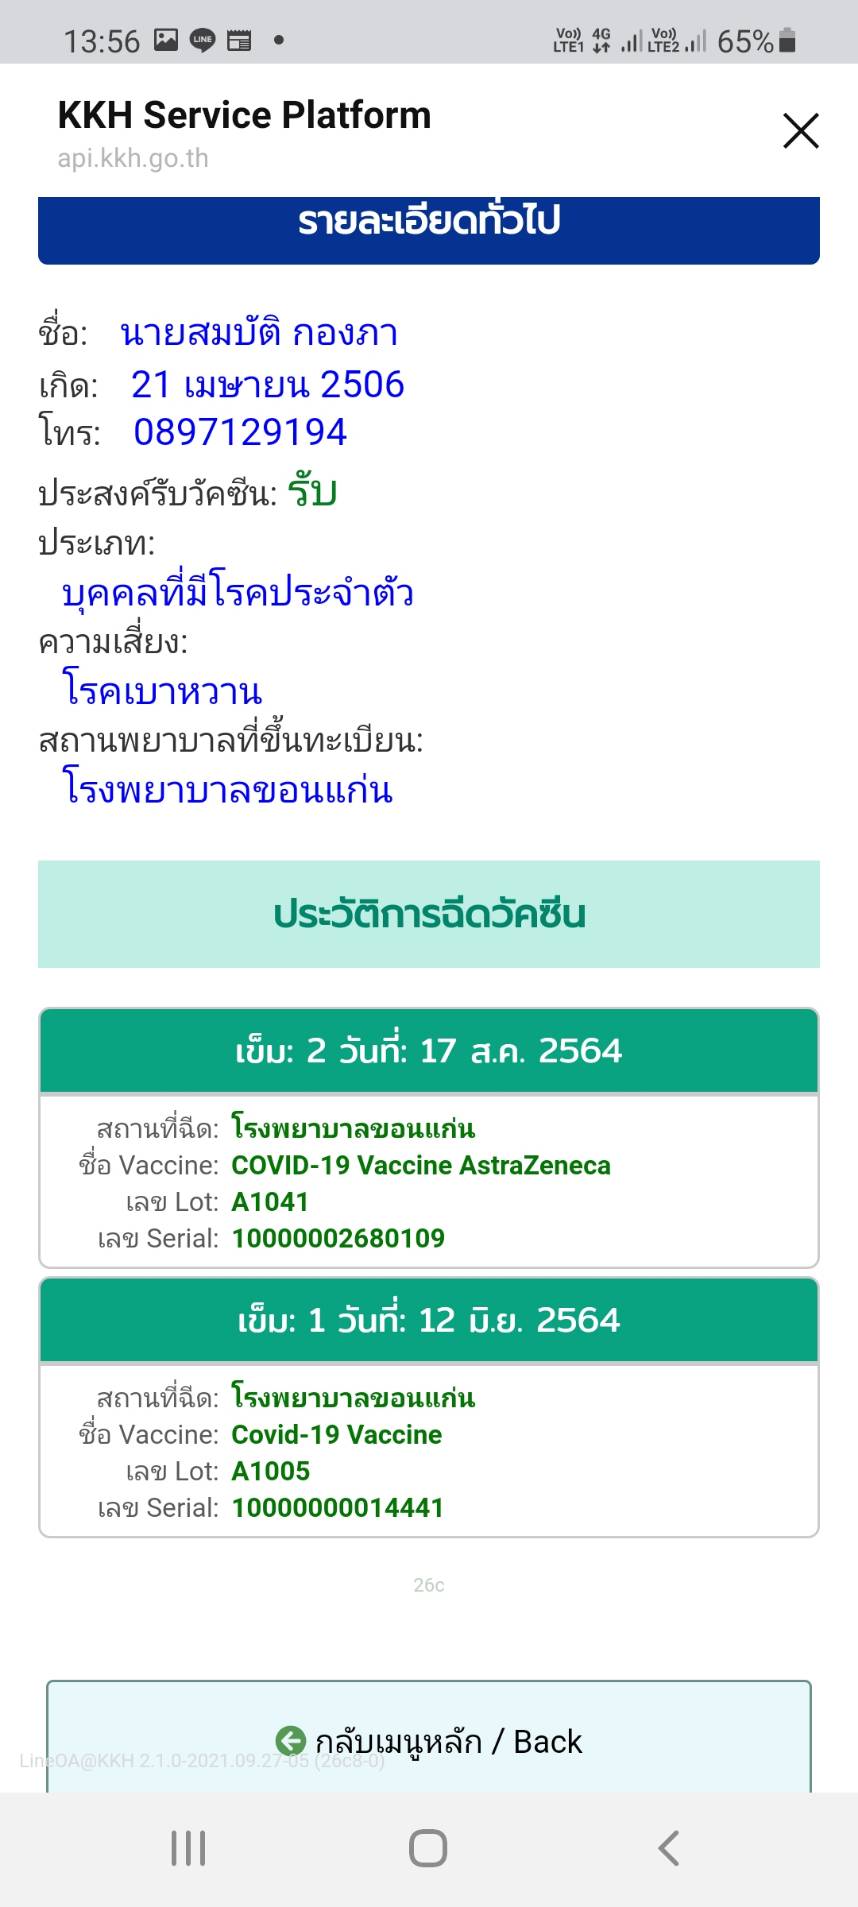 13:56 LINE Vo)) LTE1 4G Vo)) LTE2 65%
KKH Service Platform
api.kkh.go.th
รายละเอียดทั่วไป
ชื่อ: นายสมบัติ กองภา
เกิด: 21 เมษายน 2506
โทร: 0897129194
ประสงค์รับวัคซีน: รับ
ประเภท:
บุคคลที่มีโรคประจำตัว
ความเสี่ยง:
โรคเบาหวาน
สถานพยาบาลที่ขึ้นทะเบียน:
โรงพยาบาลขอนแก่น
ประวัติการฉีดวัคซีน
เข็ม: 2 วันที่: 17 ส.ค. 2564
สถานที่ฉีด: โรงพยาบาลขอนแก่น
ชื่อ Vaccine: COVID-19 Vaccine AstraZeneca
เลข Lot: A1041
เลข Serial: 10000002680109
เข็ม: 1 วันที่: 12 มิ.ย. 2564
สถานที่ฉีด: โรงพยาบาลขอนแก่น
ชื่อ Vaccine: Covid-19 Vaccine
เลข Lot: A1005
เลข Serial: 10000000014441
26c
กลับเมนูหลัก / Back
LineOA@KKH 2.1.0-2021.09.27-05 (26c8-0)